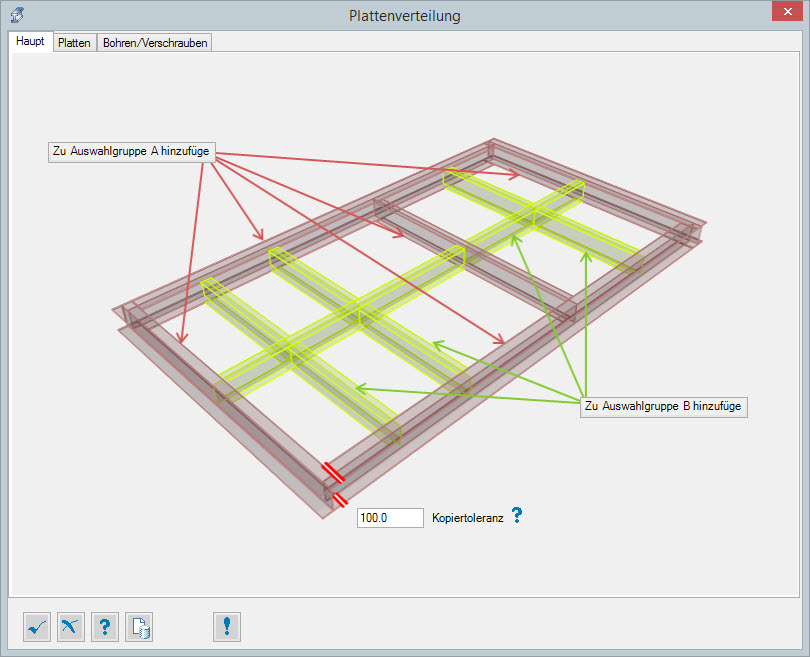 Plattenverteilung
Haupt
Platten
Bohren/Verschrauben
Zu Auswahlgruppe A hinzufüge
Zu Auswahlgruppe B hinzufüge
100.0
Kopiertoleranz
?
?
!